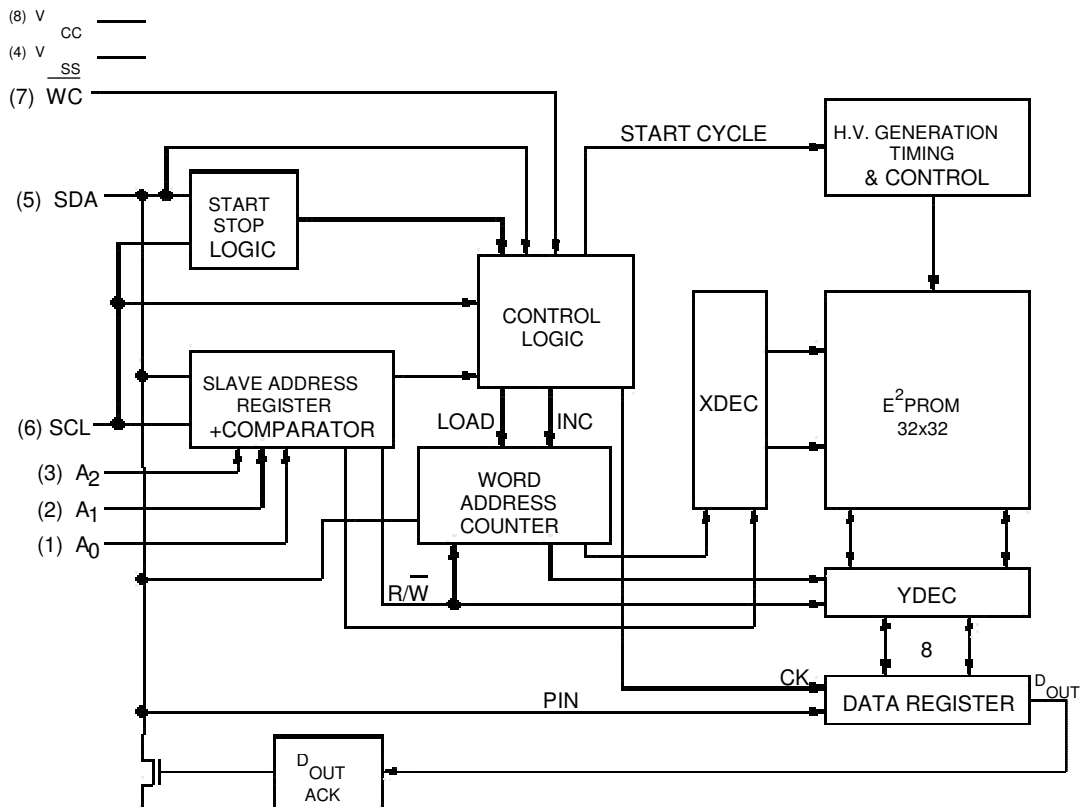 (8) V
CC
(4) V
SS
(7) WC
START CYCLE
H.V. GENERATION
TIMING
& CONTROL
(5) SDA
START
STOP
LOGIC
CONTROL
LOGIC
SLAVE ADDRESS
REGISTER
+COMPARATOR
XDEC
E²PROM
32x32
(6) SCL
LOAD
INC
(3) A₂
(2) A₁
(1) A₀
WORD
ADDRESS
COUNTER
R/W
YDEC
8
CK
PIN
DATA REGISTER
D
OUT
D
OUT
ACK